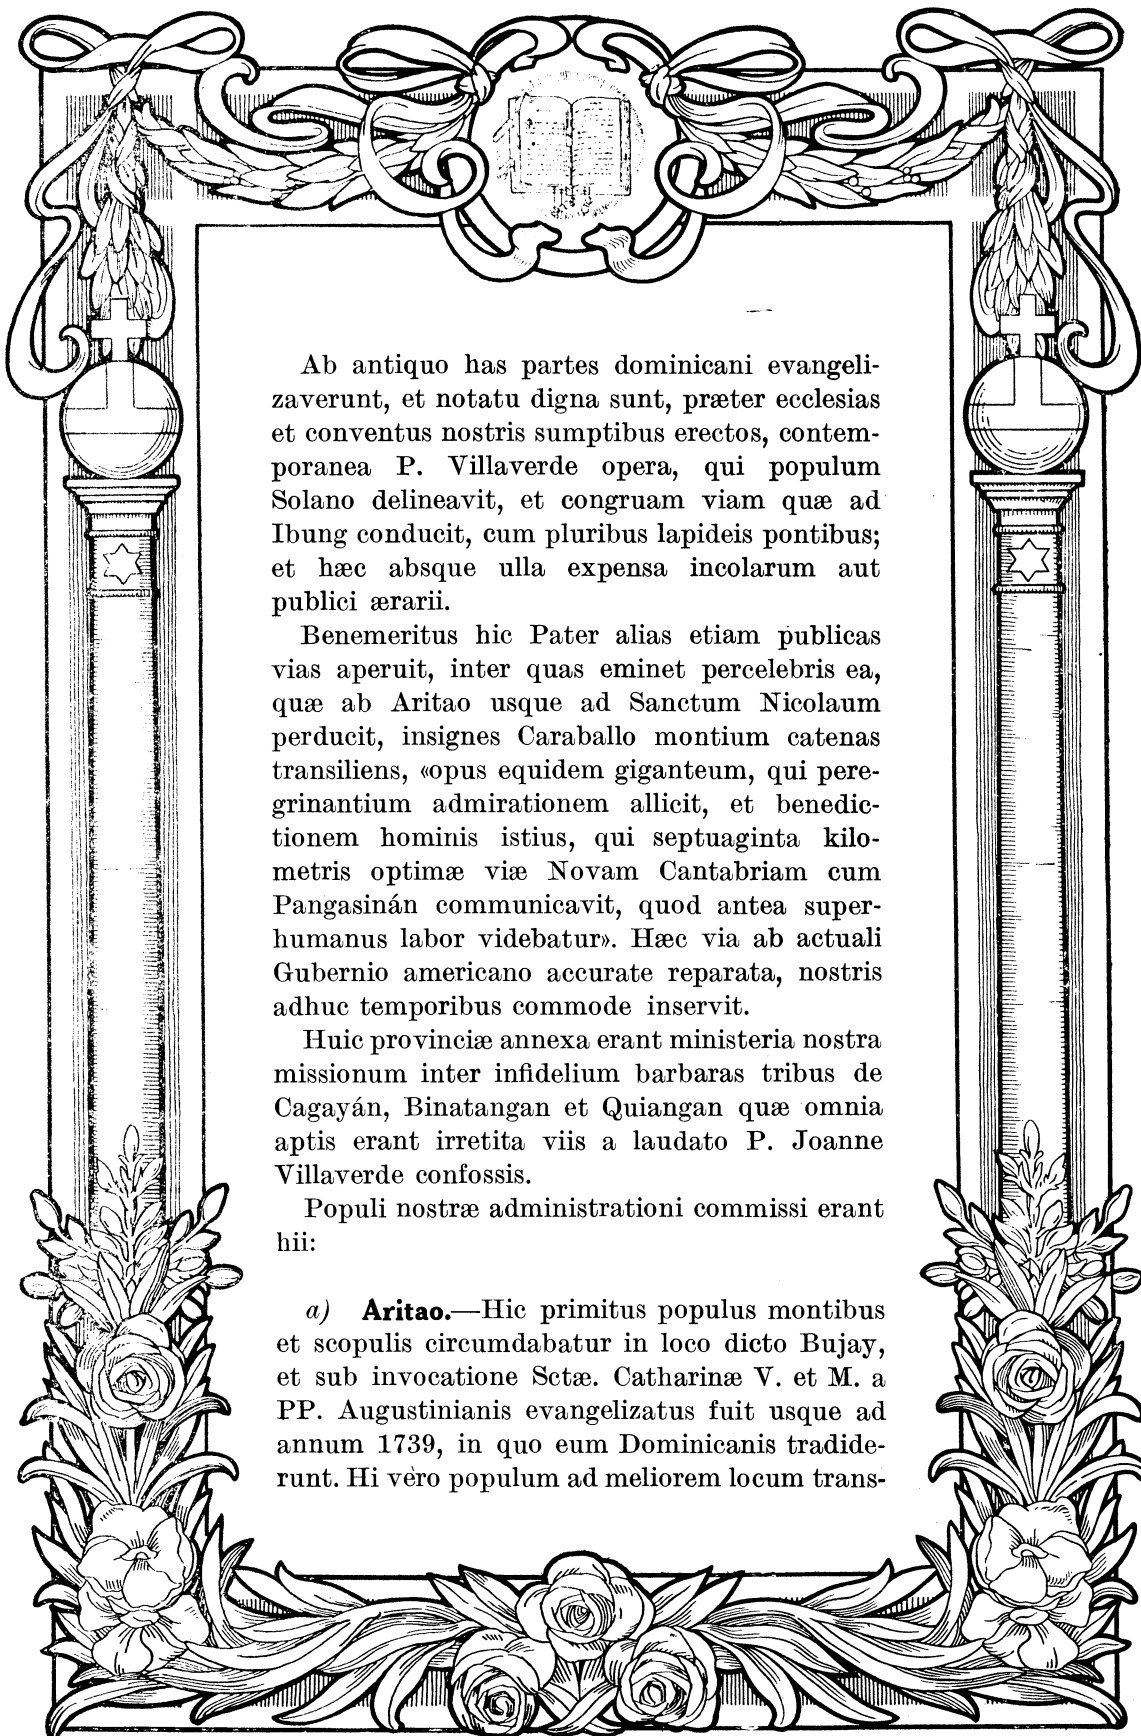 Ab antiquo has partes dominicani evangeli-
zaverunt, et notatu digna sunt, præter ecclesias
et conventus nostris sumptibus erectos, contem-
poranea P. Villaverde opera, qui populum
Solano delineavit, et congruam viam quæ ad
Ibung conducit, cum pluribus lapideis pontibus;
et hæc absque ulla expensa incolarum aut
publici ærarii.
Benemeritus hic Pater alias etiam publicas
vias aperuit, inter quas eminet percelebris ea,
quæ ab Aritao usque ad Sanctum Nicolaum
perducit, insignes Caraballo montium catenas
transiliens, «opus equidem giganteum, qui pere-
grinantium admirationem allicit, et benedic-
tionem hominis istius, qui septuaginta kilo-
metris optimæ viæ Novam Cantabriam cum
Pangasinán communicavit, quod antea super-
humanus labor videbatur». Hæc via ab actuali
Gubernio americano accurate reparata, nostris
adhuc temporibus commode inservit.
Huic provinciæ annexa erant ministeria nostra
missionum inter infidelium barbaras tribus de
Cagayán, Binatangan et Quiangan quæ omnia
aptis erant irretita viis a laudato P. Joanne
Villaverde confossis.
Populi nostræ administrationi commissi erant
hii:
a) Aritao.—Hic primitus populus montibus
et scopulis circumdabatur in loco dicto Bujay,
et sub invocatione Sctæ. Catharinæ V. et M. a
PP. Augustinianis evangelizatus fuit usque ad
annum 1739, in quo eum Dominicanis tradide-
runt. Hi vero populum ad meliorem locum trans-